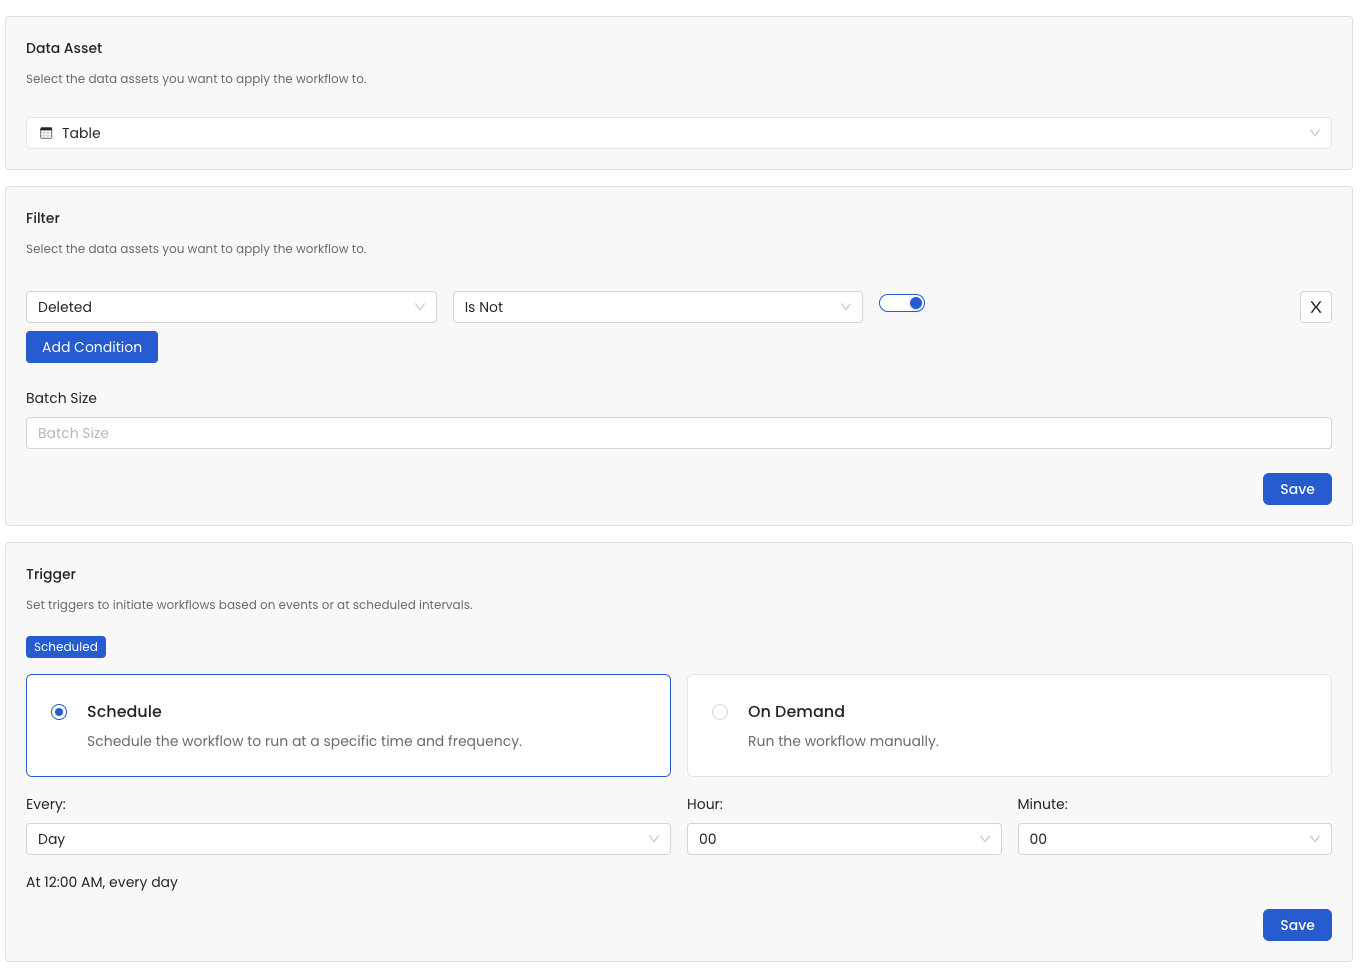 Data Asset
Select the data assets you want to apply the workflow to.
Table
Filter
Select the data assets you want to apply the workflow to.
Deleted Is Not X
Add Condition
Batch Size
Batch Size
Save
Trigger
Set triggers to initiate workflows based on events or at scheduled intervals.
Scheduled
Schedule
Schedule the workflow to run at a specific time and frequency.
On Demand
Run the workflow manually.
Every: Hour: Minute:
Day 00 00
At 12:00 AM, every day
Save